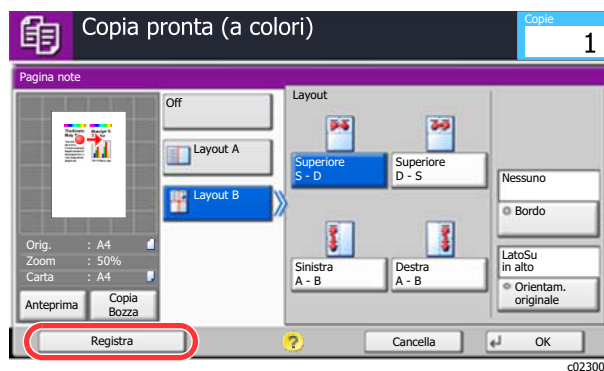 Copia pronta (a colori)
Copie
1
Pagina note
Off
Layout A
Layout B
Layout
Superiore
S - D
Superiore
D - S
Sinistra
A - B
Destra
A - B
Nessuno
Bordo
LatoSu
in alto
Orientam.
originale
Orig. : A4
Zoom : 50%
Carta : A4
Anteprima
Copia
Bozza
Registra
?
Cancella
OK
c02300